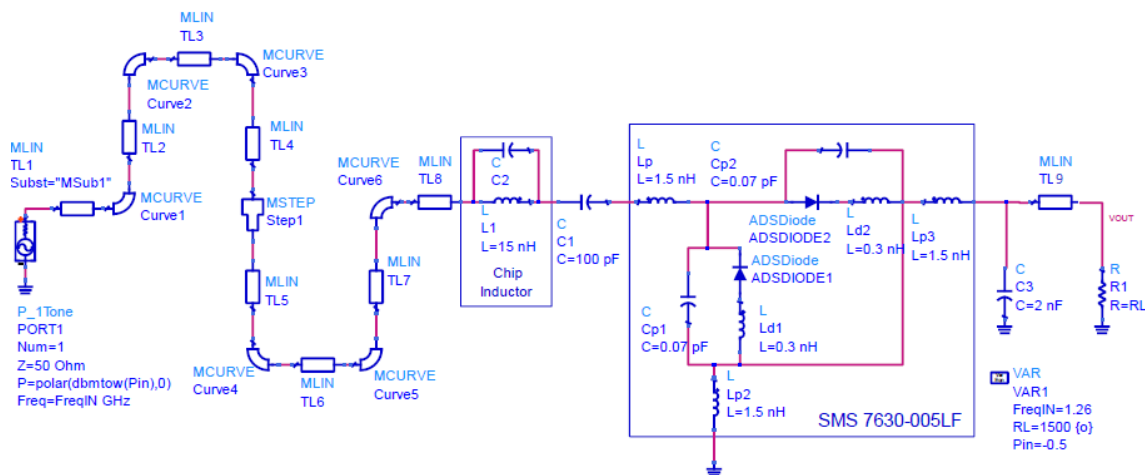 MLIN
TL3
MCURVE
Curve2
MCURVE
Curve3
MLIN
TL1
Subst="MSub1"
MLIN
TL2
MCURVE
Curve1
MLIN
TL4
MSTEP
Step1
MLIN
TL5
MCURVE
Curve4
MLIN
TL6
MCURVE
Curve5
MLIN
TL7
MCURVE
Curve6
MLIN
TL8
P_1Tone
PORT1
Num=1
Z=50 Ohm
P=polar(dbmtow(Pin),0)
Freq=FreqIN GHz
C
C2
L
L1
L=15 nH
Chip
Inductor
C
C1
C=100 pF
L
Lp
L=1.5 nH
C
Cp2
C=0.07 pF
ADSDiode
ADSDIODE2
L
Ld2
L=0.3 nH
L
Lp3
L=1.5 nH
ADSDiode
ADSDIODE1
C
Cp1
C=0.07 pF
L
Ld1
L=0.3 nH
L
Lp2
L=1.5 nH
SMS 7630-005LF
MLIN
TL9
VOUT
C
C3
C=2 nF
R
R1
R=RL
VAR
VAR1
FreqIN=1.26
RL=1500 {o}
Pin=-0.5